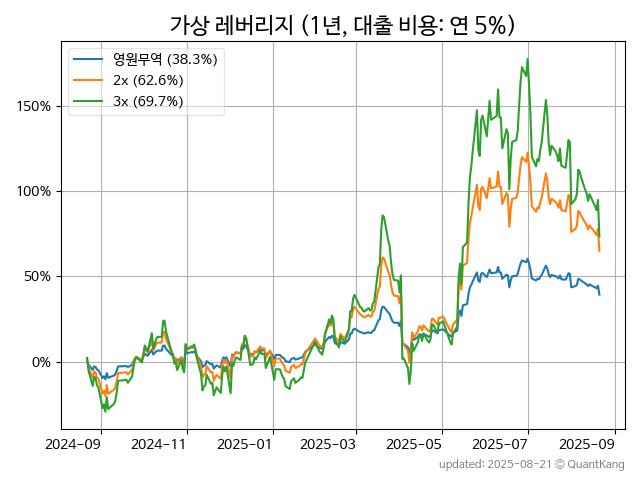 가상 레버리지 (1년, 대출 비용: 연 5%)
영원무역 (38.3%)
2x (62.6%)
3x (69.7%)
150%
100%
50%
0%
2024-09 2024-11 2025-01 2025-03 2025-05 2025-07 2025-09
updated: 2025-08-21 © QuantKang